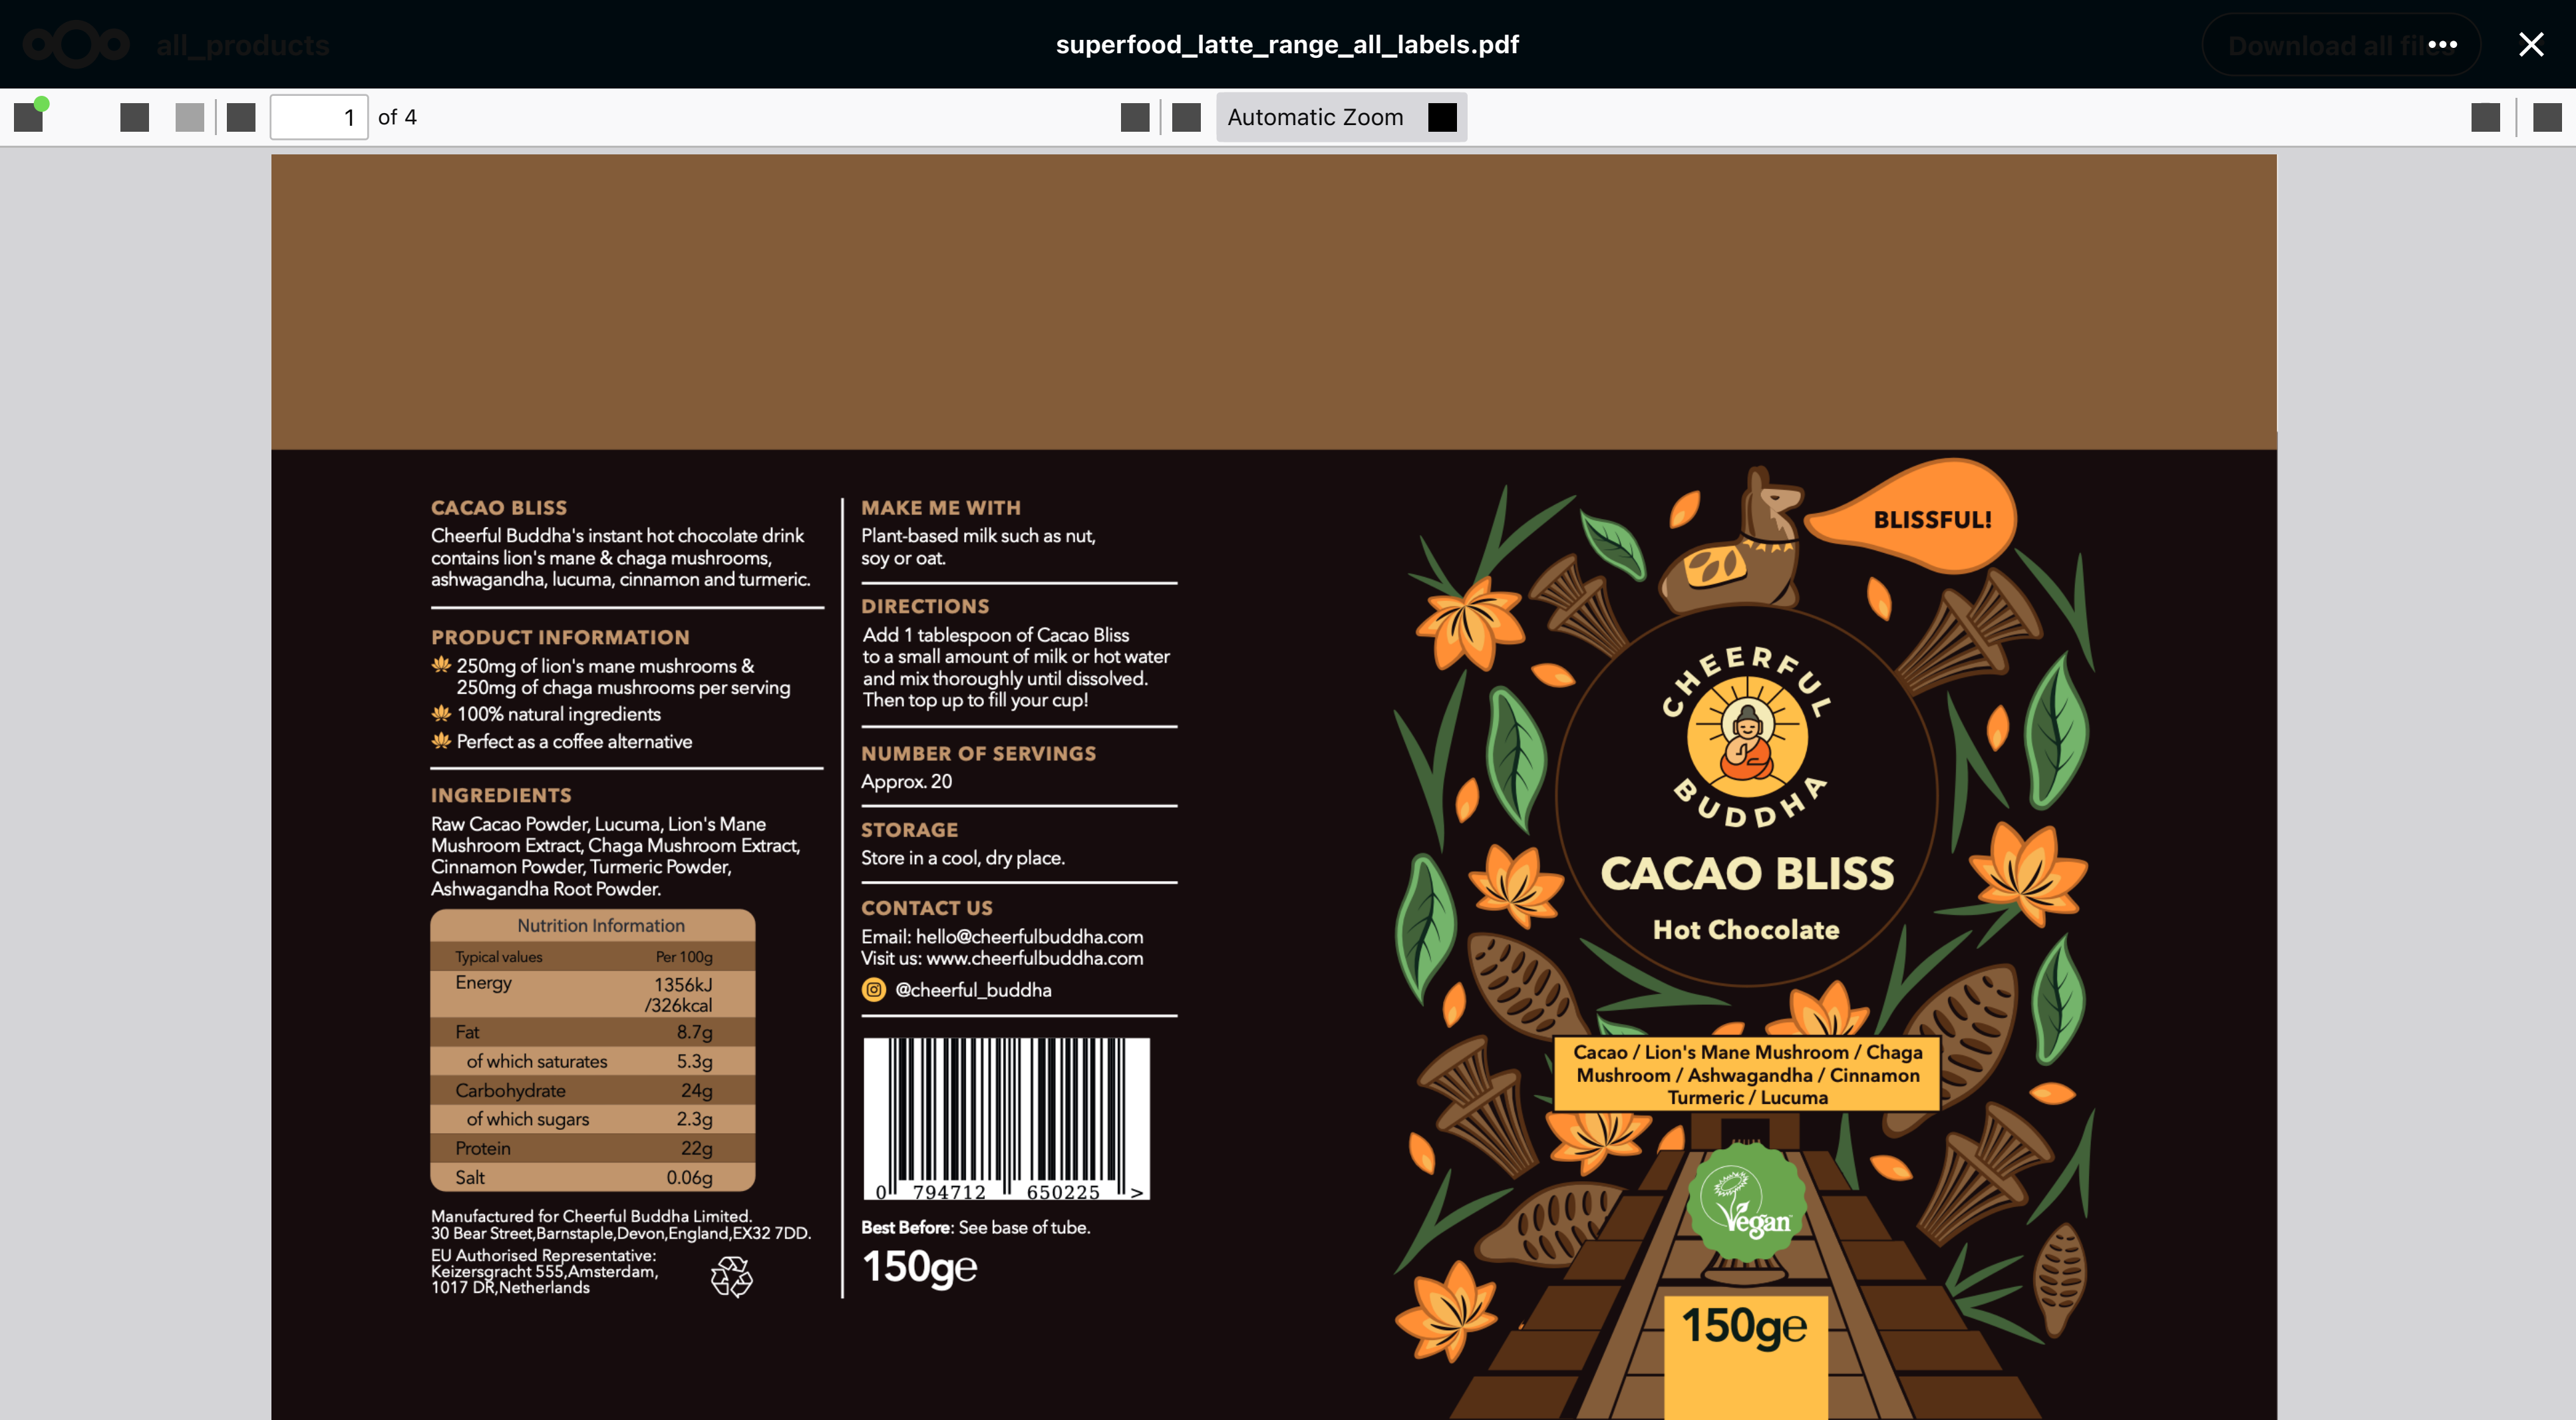 all_products
superfood_latte_range_all_labels.pdf
Download all files
1 of 4
Automatic Zoom
CACAO BLISS
Cheerful Buddha's instant hot chocolate drink
contains lion's mane & chaga mushrooms,
ashwagandha, lucuma, cinnamon and turmeric.
PRODUCT INFORMATION
250mg of lion's mane mushrooms &
250mg of chaga mushrooms per serving
100% natural ingredients
Perfect as a coffee alternative
INGREDIENTS
Raw Cacao Powder, Lucuma, Lion's Mane
Mushroom Extract, Chaga Mushroom Extract,
Cinnamon Powder, Turmeric Powder,
Ashwagandha Root Powder.
Nutrition Information
Typical values Per 100g
Energy 1356kJ
/326kcal
Fat 8.7g
of which saturates 5.3g
Carbohydrate 24g
of which sugars 2.3g
Protein 22g
Salt 0.06g
Manufactured for Cheerful Buddha Limited.
30 Bear Street,Barnstaple,Devon,England,EX32 7DD.
EU Authorised Representative:
Keizersgracht 555,Amsterdam,
1017 DR,Netherlands
MAKE ME WITH
Plant-based milk such as nut,
soy or oat.
DIRECTIONS
Add 1 tablespoon of Cacao Bliss
to a small amount of milk or hot water
and mix thoroughly until dissolved.
Then top up to fill your cup!
NUMBER OF SERVINGS
Approx. 20
STORAGE
Store in a cool, dry place.
CONTACT US
Email: hello@cheerfulbuddha.com
Visit us: www.cheerfulbuddha.com
@cheerful_buddha
0 794712 650225 >
Best Before: See base of tube.
150g℮
BLISSFUL!
CHEERFUL
BUDDHA
CACAO BLISS
Hot Chocolate
Cacao / Lion's Mane Mushroom / Chaga
Mushroom / Ashwagandha / Cinnamon
Turmeric / Lucuma
Vegan
150g℮